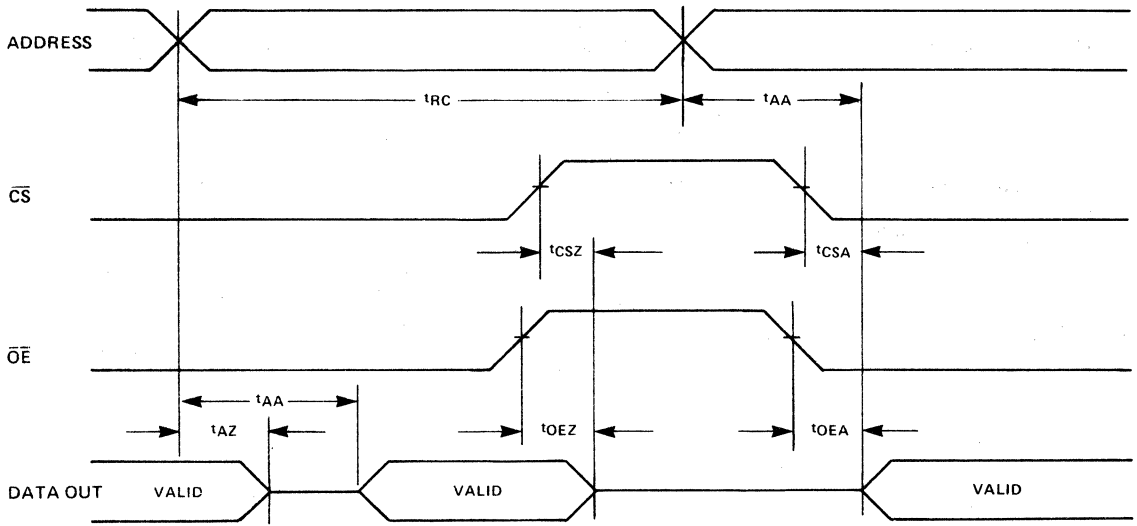 ADDRESS
tRC
tAA
CS
tCSZ
tCSA
OE
tAA
tAZ
tOEZ
tOEA
DATA OUT
VALID
VALID
VALID